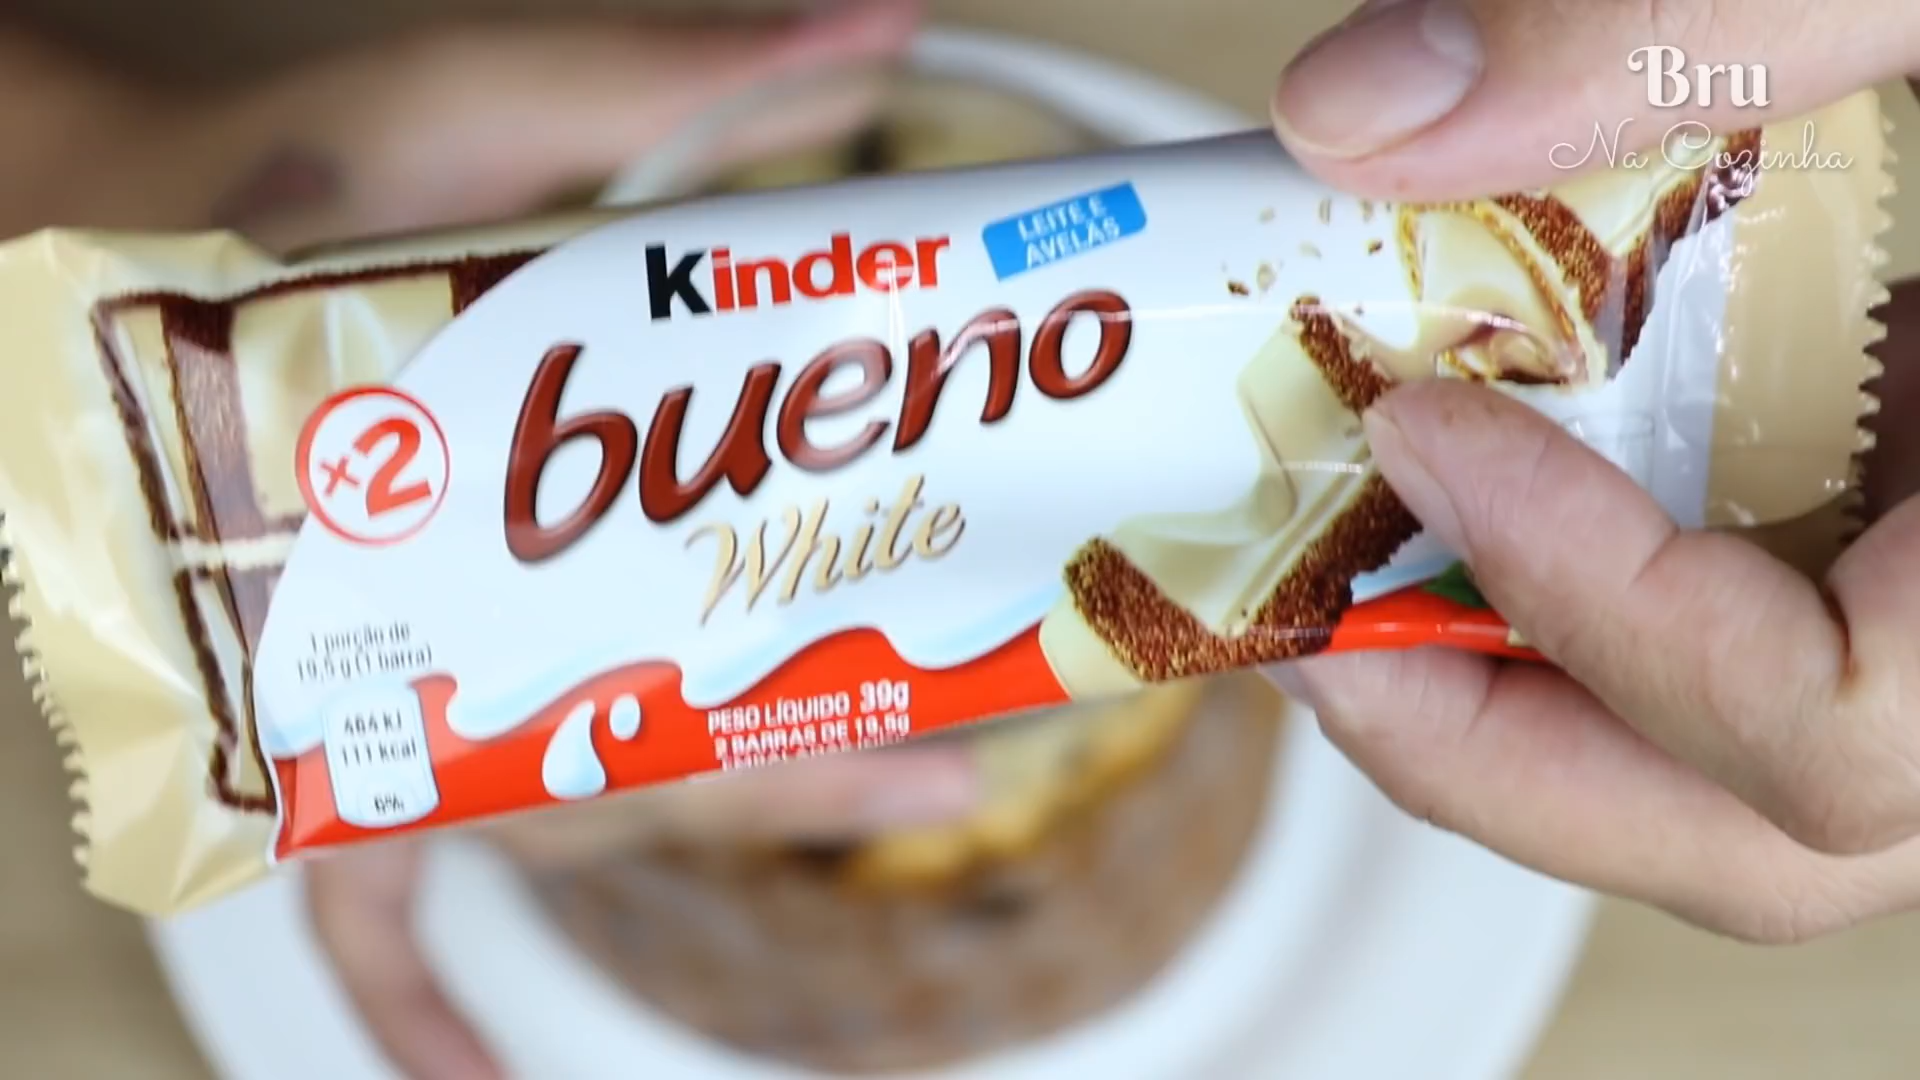 Bru
Na Cozinha
kinder
LEITE E
AVELÃS
bueno
White
x2
1 porção de
19,5 g (1 barra)
464 kJ
111 kcal
6%
PESO LÍQUIDO 39g
2 BARRAS DE 19,5g